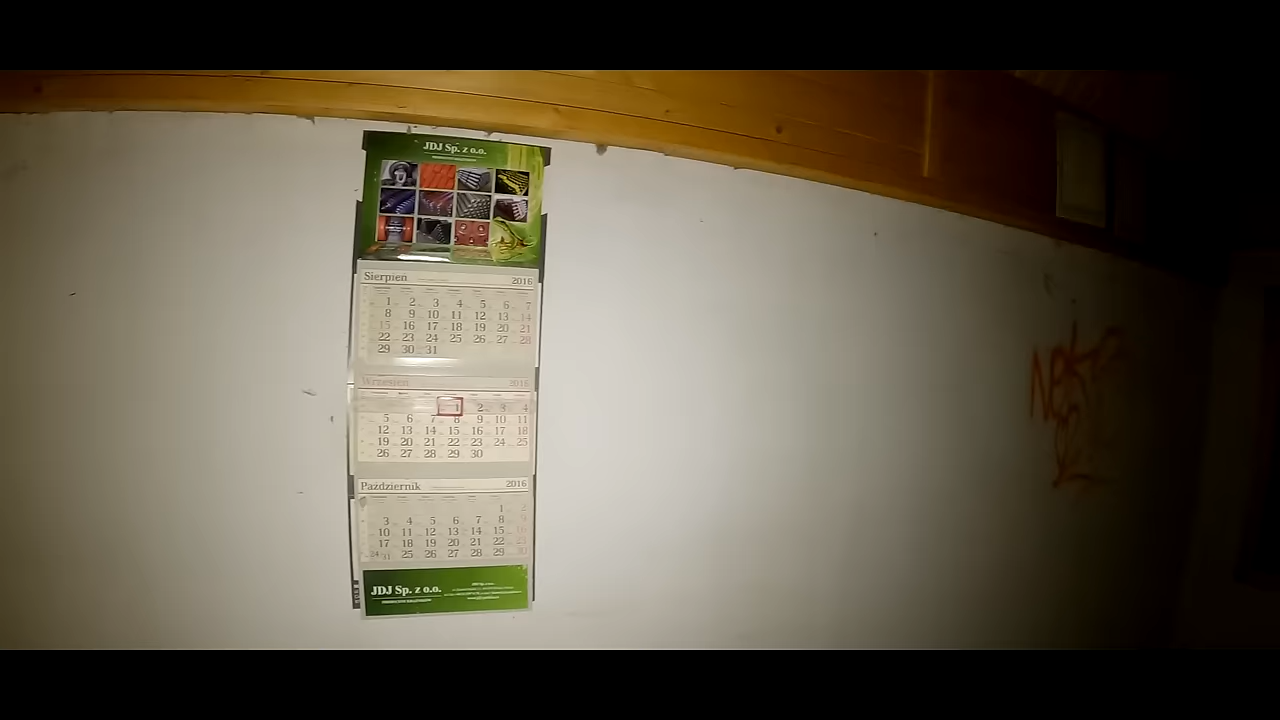 JDJ Sp. z o.o.
Sierpień 2016
1 2 3 4 5 6 7
8 9 10 11 12 13 14
15 16 17 18 19 20 21
22 23 24 25 26 27 28
29 30 31
Wrzesień 2016
1 2 3 4
5 6 7 8 9 10 11
12 13 14 15 16 17 18
19 20 21 22 23 24 25
26 27 28 29 30
Październik 2016
1 2
3 4 5 6 7 8 9
10 11 12 13 14 15 16
17 18 19 20 21 22 23
24/31 25 26 27 28 29 30
JDJ Sp. z o.o.